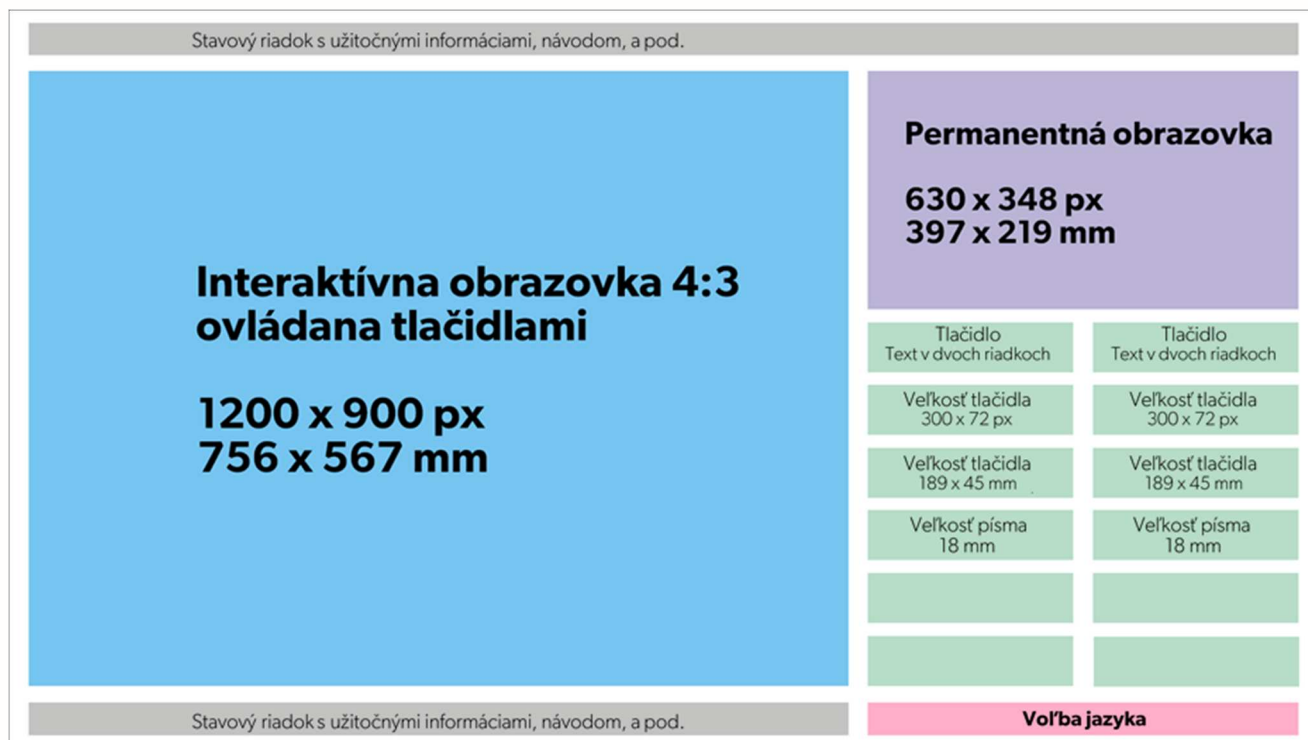 Stavový riadok s užitočnými informáciami, návodom, a pod.
Interaktívna obrazovka 4:3
ovládana tlačidlami
1200 x 900 px
756 x 567 mm
Permanentná obrazovka
630 x 348 px
397 x 219 mm
Tlačidlo
Text v dvoch riadkoch
Tlačidlo
Text v dvoch riadkoch
Veľkosť tlačidla
300 x 72 px
Veľkosť tlačidla
300 x 72 px
Veľkosť tlačidla
189 x 45 mm
Veľkosť tlačidla
189 x 45 mm
Veľkosť písma
18 mm
Veľkosť písma
18 mm
Stavový riadok s užitočnými informáciami, návodom, a pod.
Voľba jazyka